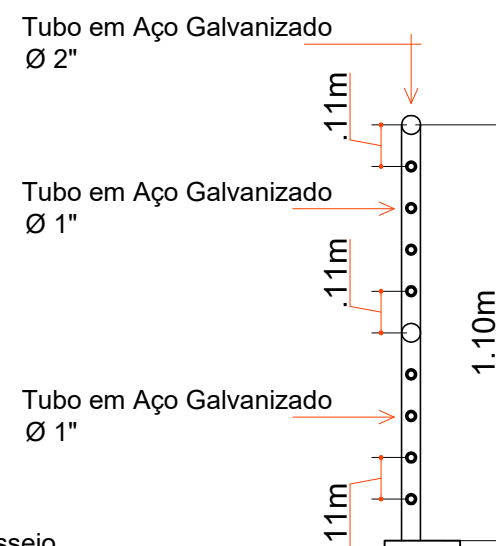 Tubo em Aço Galvanizado
Ø 2"
.11m
Tubo em Aço Galvanizado
Ø 1"
.11m
1.10m
Tubo em Aço Galvanizado
Ø 1"
11m